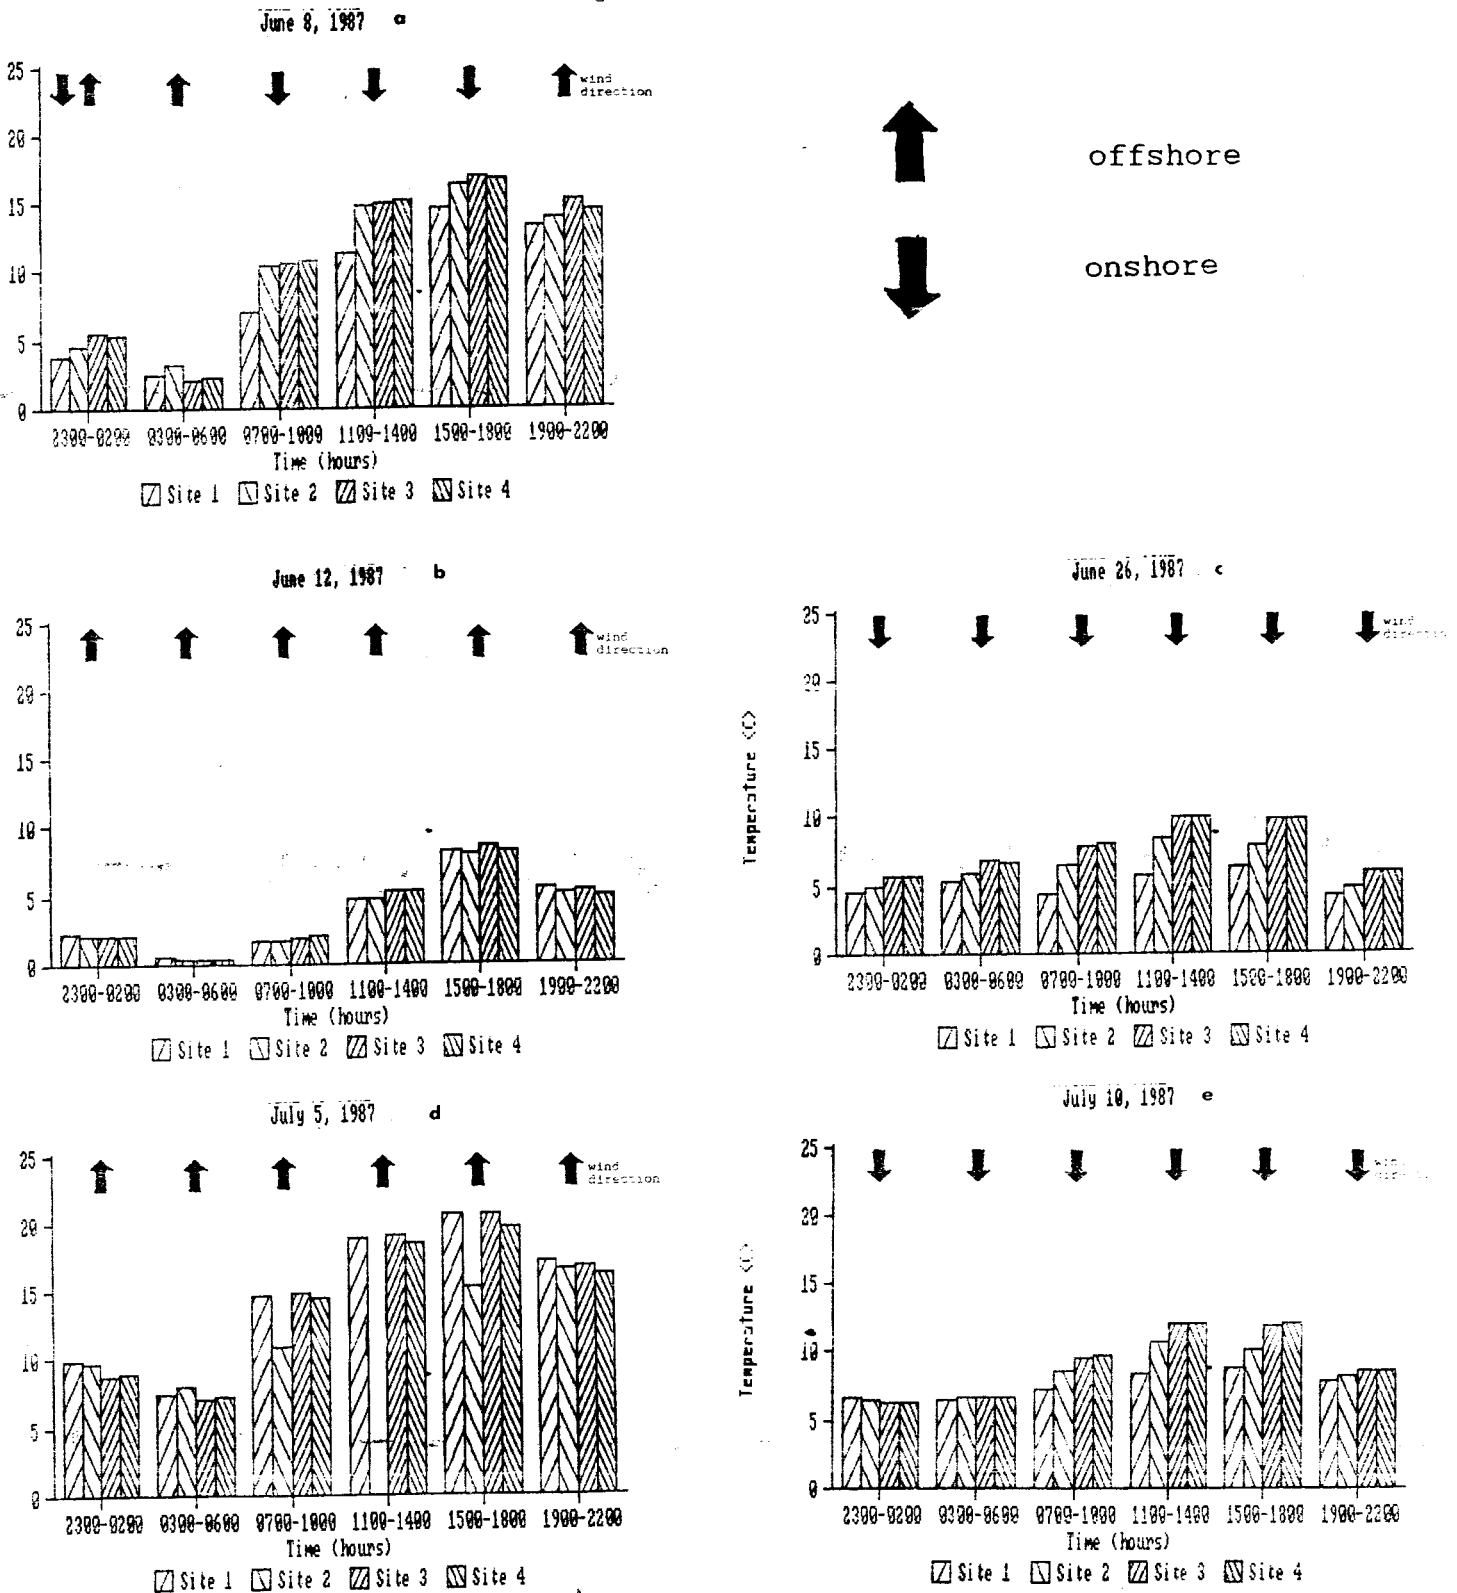 June 8, 1987 a
wind
direction
25
20
15
10
5
0
2300-0200 0300-0600 0700-1000 1100-1400 1500-1800 1900-2200
Time (hours)
Site 1 Site 2 Site 3 Site 4
offshore
onshore
June 12, 1987 b
wind
direction
25
20
15
10
5
0
2300-0200 0300-0600 0700-1000 1100-1400 1500-1800 1900-2200
Time (hours)
Site 1 Site 2 Site 3 Site 4
June 26, 1987 c
wind
direction
Temperature (C)
25
20
15
10
5
0
2300-0200 0300-0600 0700-1000 1100-1400 1500-1800 1900-2200
Time (hours)
Site 1 Site 2 Site 3 Site 4
July 5, 1987 d
wind
direction
25
20
15
10
5
0
2300-0200 0300-0600 0700-1000 1100-1400 1500-1800 1900-2200
Time (hours)
Site 1 Site 2 Site 3 Site 4
July 10, 1987 e
Temperature (C)
25
20
15
10
5
0
2300-0200 0300-0600 0700-1000 1100-1400 1500-1800 1900-2200
Time (hours)
Site 1 Site 2 Site 3 Site 4